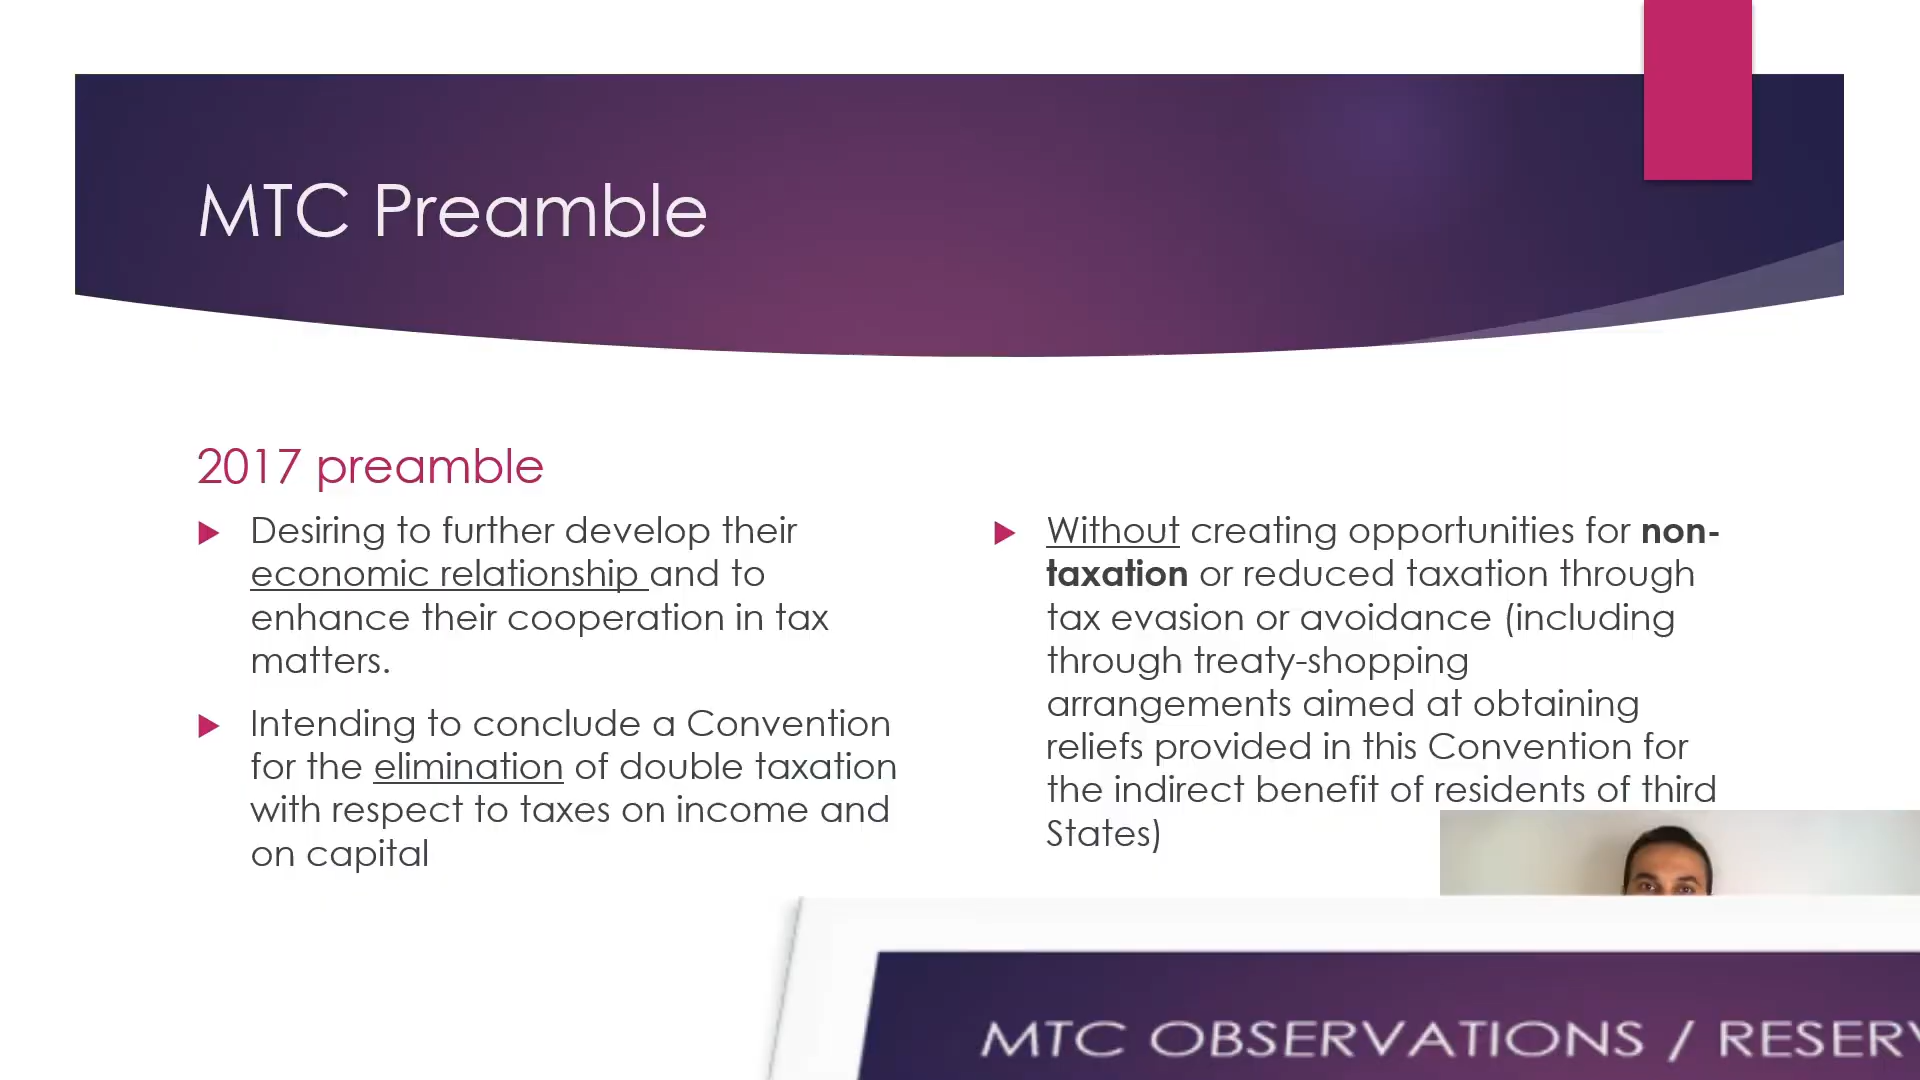 MTC Preamble
2017 preamble
Desiring to further develop their
economic relationship and to
enhance their cooperation in tax
matters.
Intending to conclude a Convention
for the elimination of double taxation
with respect to taxes on income and
on capital
Without creating opportunities for non-
taxation or reduced taxation through
tax evasion or avoidance (including
through treaty-shopping
arrangements aimed at obtaining
reliefs provided in this Convention for
the indirect benefit of residents of third
States)
MTC OBSERVATIONS / RESERV